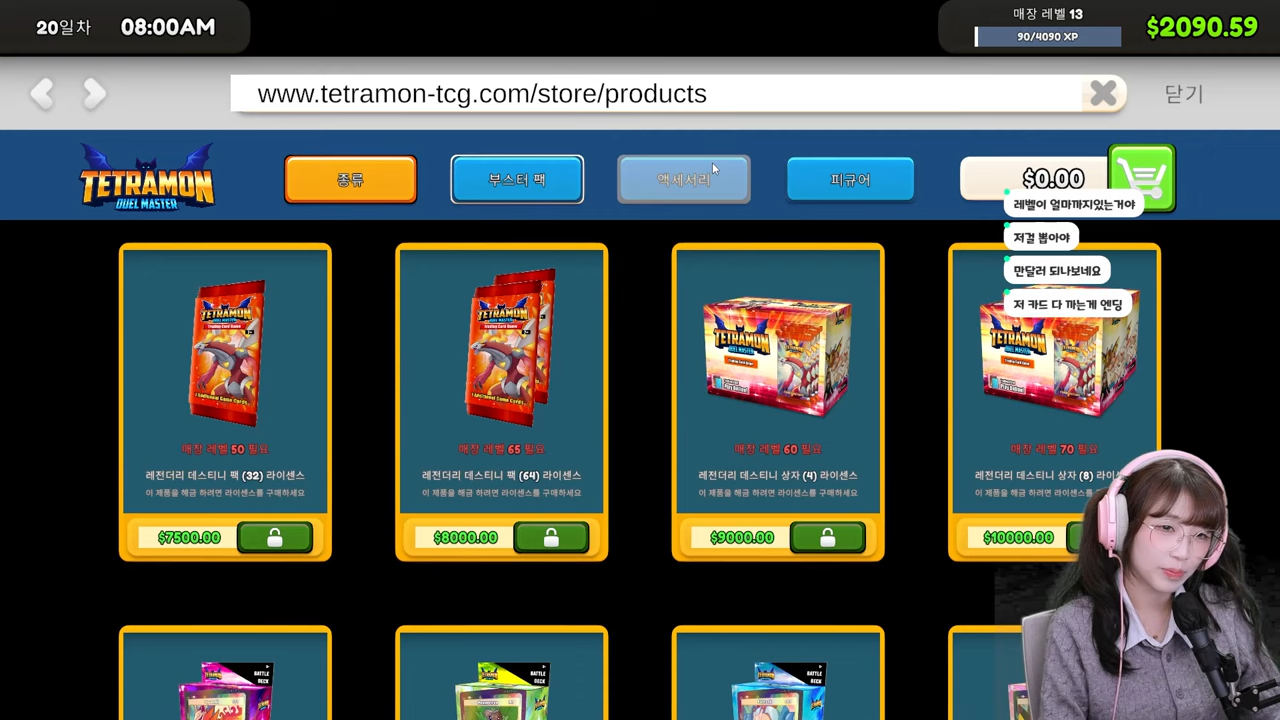 20일차
08:00AM
매장 레벨 13
90/4090 XP
$2090.59
www.tetramon-tcg.com/store/products
닫기
TETRAMON
DUEL MASTER
종류
부스터 팩
액세서리
피규어
$0.00
레벨이 얼마까지있는거야
저걸 뽑아야
만달러 되나보네요
저 카드 다 까는게 엔딩
TETRAMON
TETRAMON
TETRAMON
TETRAMON
매장 레벨 50 필요
레전더리 데스티니 팩 (32) 라이센스
이 제품을 해금 하려면 라이센스를 구매하세요
$7500.00
매장 레벨 65 필요
레전더리 데스티니 팩 (64) 라이센스
이 제품을 해금 하려면 라이센스를 구매하세요
$8000.00
매장 레벨 60 필요
레전더리 데스티니 상자 (4) 라이센스
이 제품을 해금 하려면 라이센스를 구매하세요
$9000.00
매장 레벨 70 필요
레전더리 데스티니 상자 (8) 라이
이 제품을 해금 하려면 라이센스를
$10000.00
BATTLE DECK
BATTLE DECK
BATTLE DECK